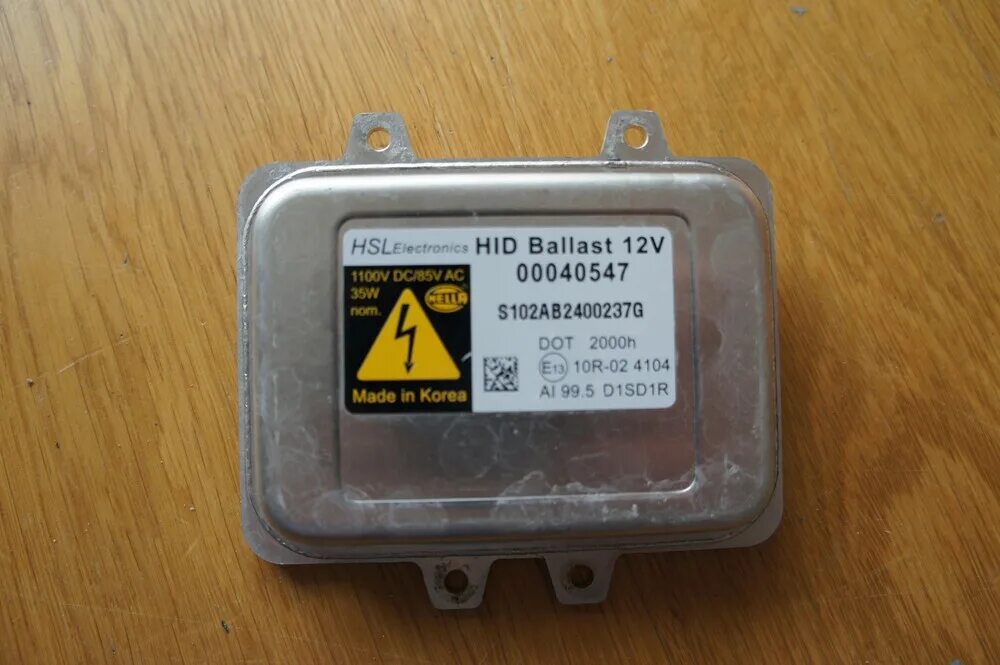 HSLElectronics HID Ballast 12V
00040547
1100V DC/85V AC
35W
nom.
HELLA
S102AB2400237G
DOT 2000h
E13 10R-02 4104
AI 99.5 D1SD1R
Made in Korea